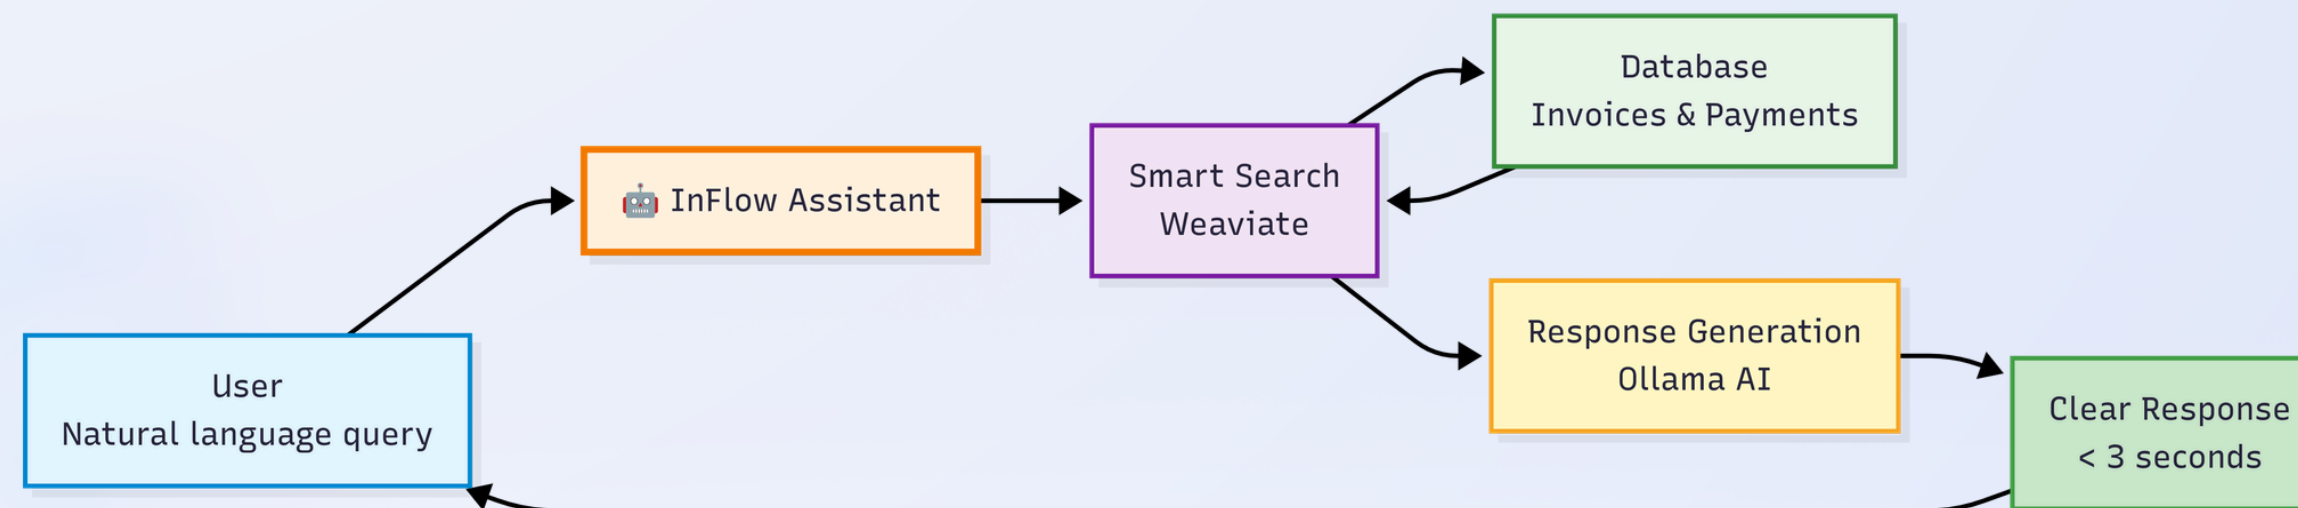 Database
Invoices & Payments
Smart Search
Weaviate
🤖 InFlow Assistant
Response Generation
Ollama AI
User
Natural language query
Clear Response
< 3 seconds